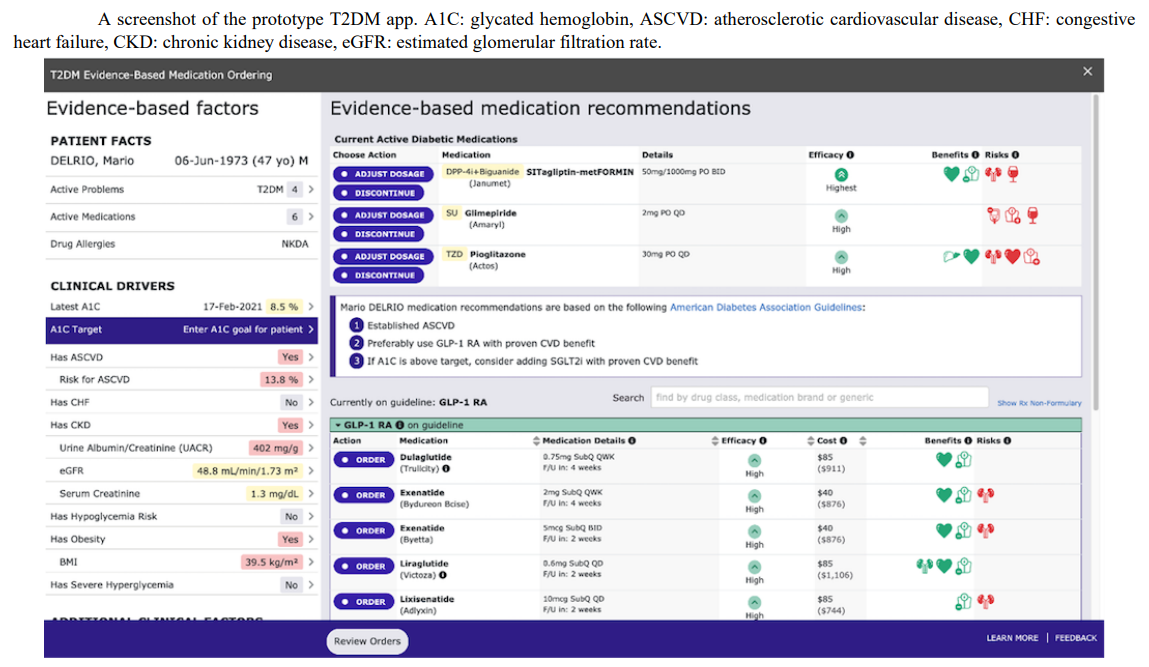 A screenshot of the prototype T2DM app. A1C: glycated hemoglobin, ASCVD: atherosclerotic cardiovascular disease, CHF: congestive
heart failure, CKD: chronic kidney disease, eGFR: estimated glomerular filtration rate.
T2DM Evidence-Based Medication Ordering
Evidence-based factors
PATIENT FACTS
DELRIO, Mario 06-Jun-1973 (47 yo) M
Active Problems T2DM 4
Active Medications 6
Drug Allergies NKDA
CLINICAL DRIVERS
Latest A1C 17-Feb-2021 8.5 %
A1C Target Enter A1C goal for patient
Has ASCVD Yes
Risk for ASCVD 13.8 %
Has CHF No
Has CKD Yes
Urine Albumin/Creatinine (UACR) 402 mg/g
eGFR 48.8 mL/min/1.73 m²
Serum Creatinine 1.3 mg/dL
Has Hypoglycemia Risk No
Has Obesity Yes
BMI 39.5 kg/m²
Has Severe Hyperglycemia No
ADDITIONAL CLINICAL FACTORS
Evidence-based medication recommendations
Current Active Diabetic Medications
Choose Action Medication Details Efficacy Benefits Risks
ADJUST DOSAGE DPP-4i+Biguanide SITagliptin-metFORMIN 50mg/1000mg PO BID
(Janumet) Highest
DISCONTINUE
ADJUST DOSAGE SU Glimepiride 2mg PO QD
(Amaryl) High
DISCONTINUE
ADJUST DOSAGE TZD Pioglitazone 30mg PO QD
(Actos) High
DISCONTINUE
Mario DELRIO medication recommendations are based on the following American Diabetes Association Guidelines:
1 Established ASCVD
2 Preferably use GLP-1 RA with proven CVD benefit
3 If A1C is above target, consider adding SGLT2i with proven CVD benefit
Currently on guideline: GLP-1 RA Search find by drug class, medication brand or generic Show Rx Non-Formulary
GLP-1 RA on guideline
Action Medication Medication Details Efficacy Cost Benefits Risks
ORDER Dulaglutide 0.75mg SubQ QWK $85
(Trulicity) F/U in: 4 weeks High ($911)
ORDER Exenatide 2mg SubQ QWK $40
(Bydureon Bcise) F/U in: 4 weeks High ($876)
ORDER Exenatide 5mcg SubQ BID $40
(Byetta) F/U in: 2 weeks High ($876)
ORDER Liraglutide 0.6mg SubQ QD $85
(Victoza) F/U in: 2 weeks High ($1,106)
ORDER Lixisenatide 10mcg SubQ QD $85
(Adlyxin) F/U in: 2 weeks High ($744)
Review Orders LEARN MORE | FEEDBACK